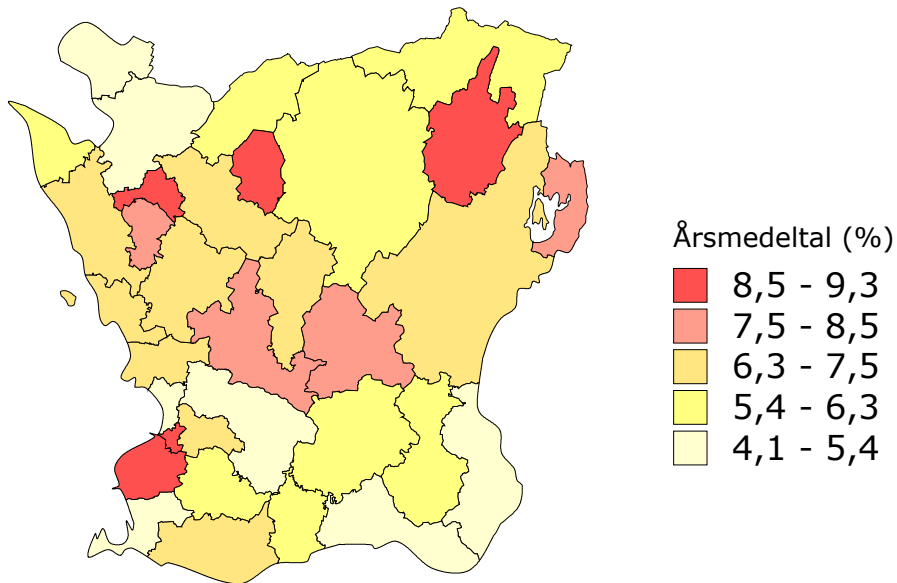 Årsmedeltal (%)
8,5 - 9,3
7,5 - 8,5
6,3 - 7,5
5,4 - 6,3
4,1 - 5,4